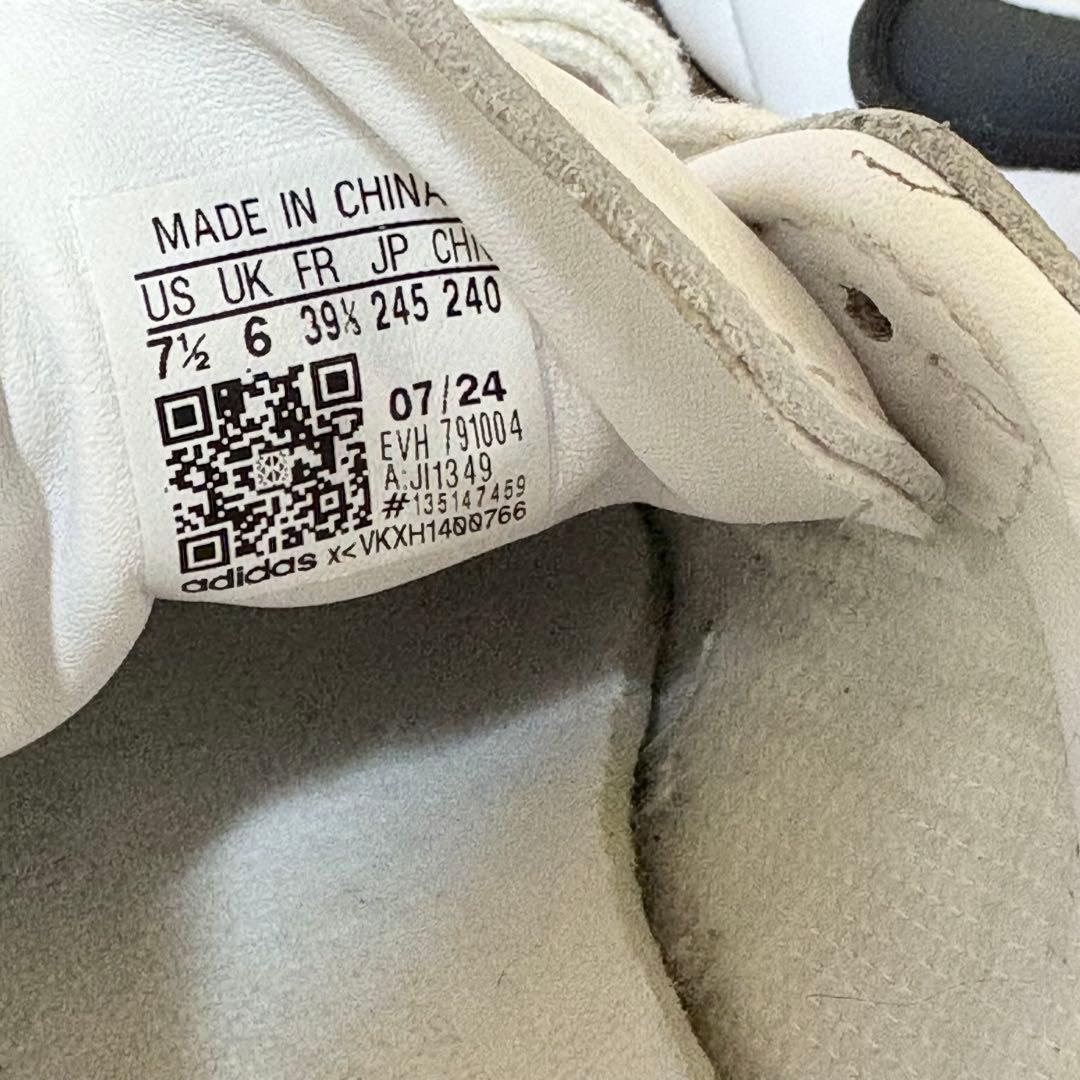 MADE IN CHINA
US UK FR JP CHN
7½ 6 39⅓ 245 240
07/24
EVH 791004
A:JI1349
#135147459
adidas x<VKXH1400766